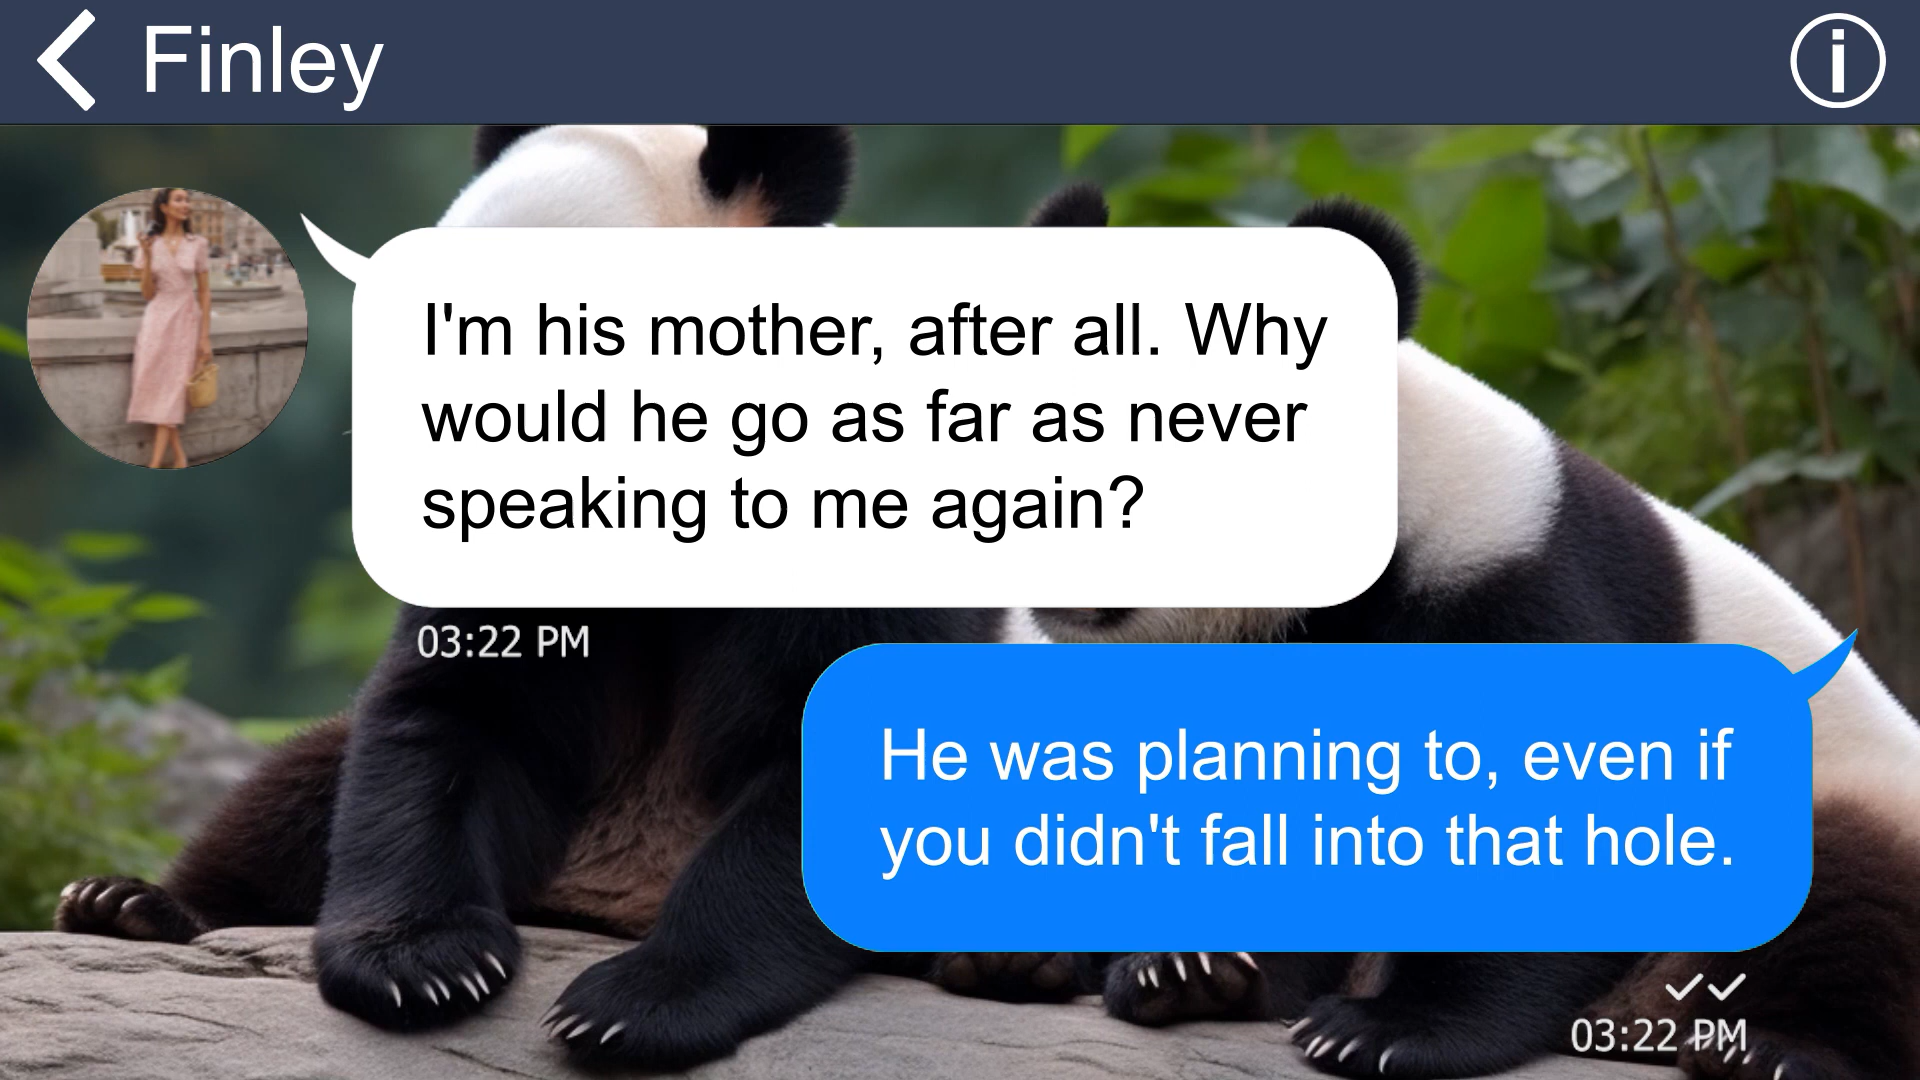 Finley
I'm his mother, after all. Why
would he go as far as never
speaking to me again?
03:22 PM
He was planning to, even if
you didn't fall into that hole.
03:22 PM